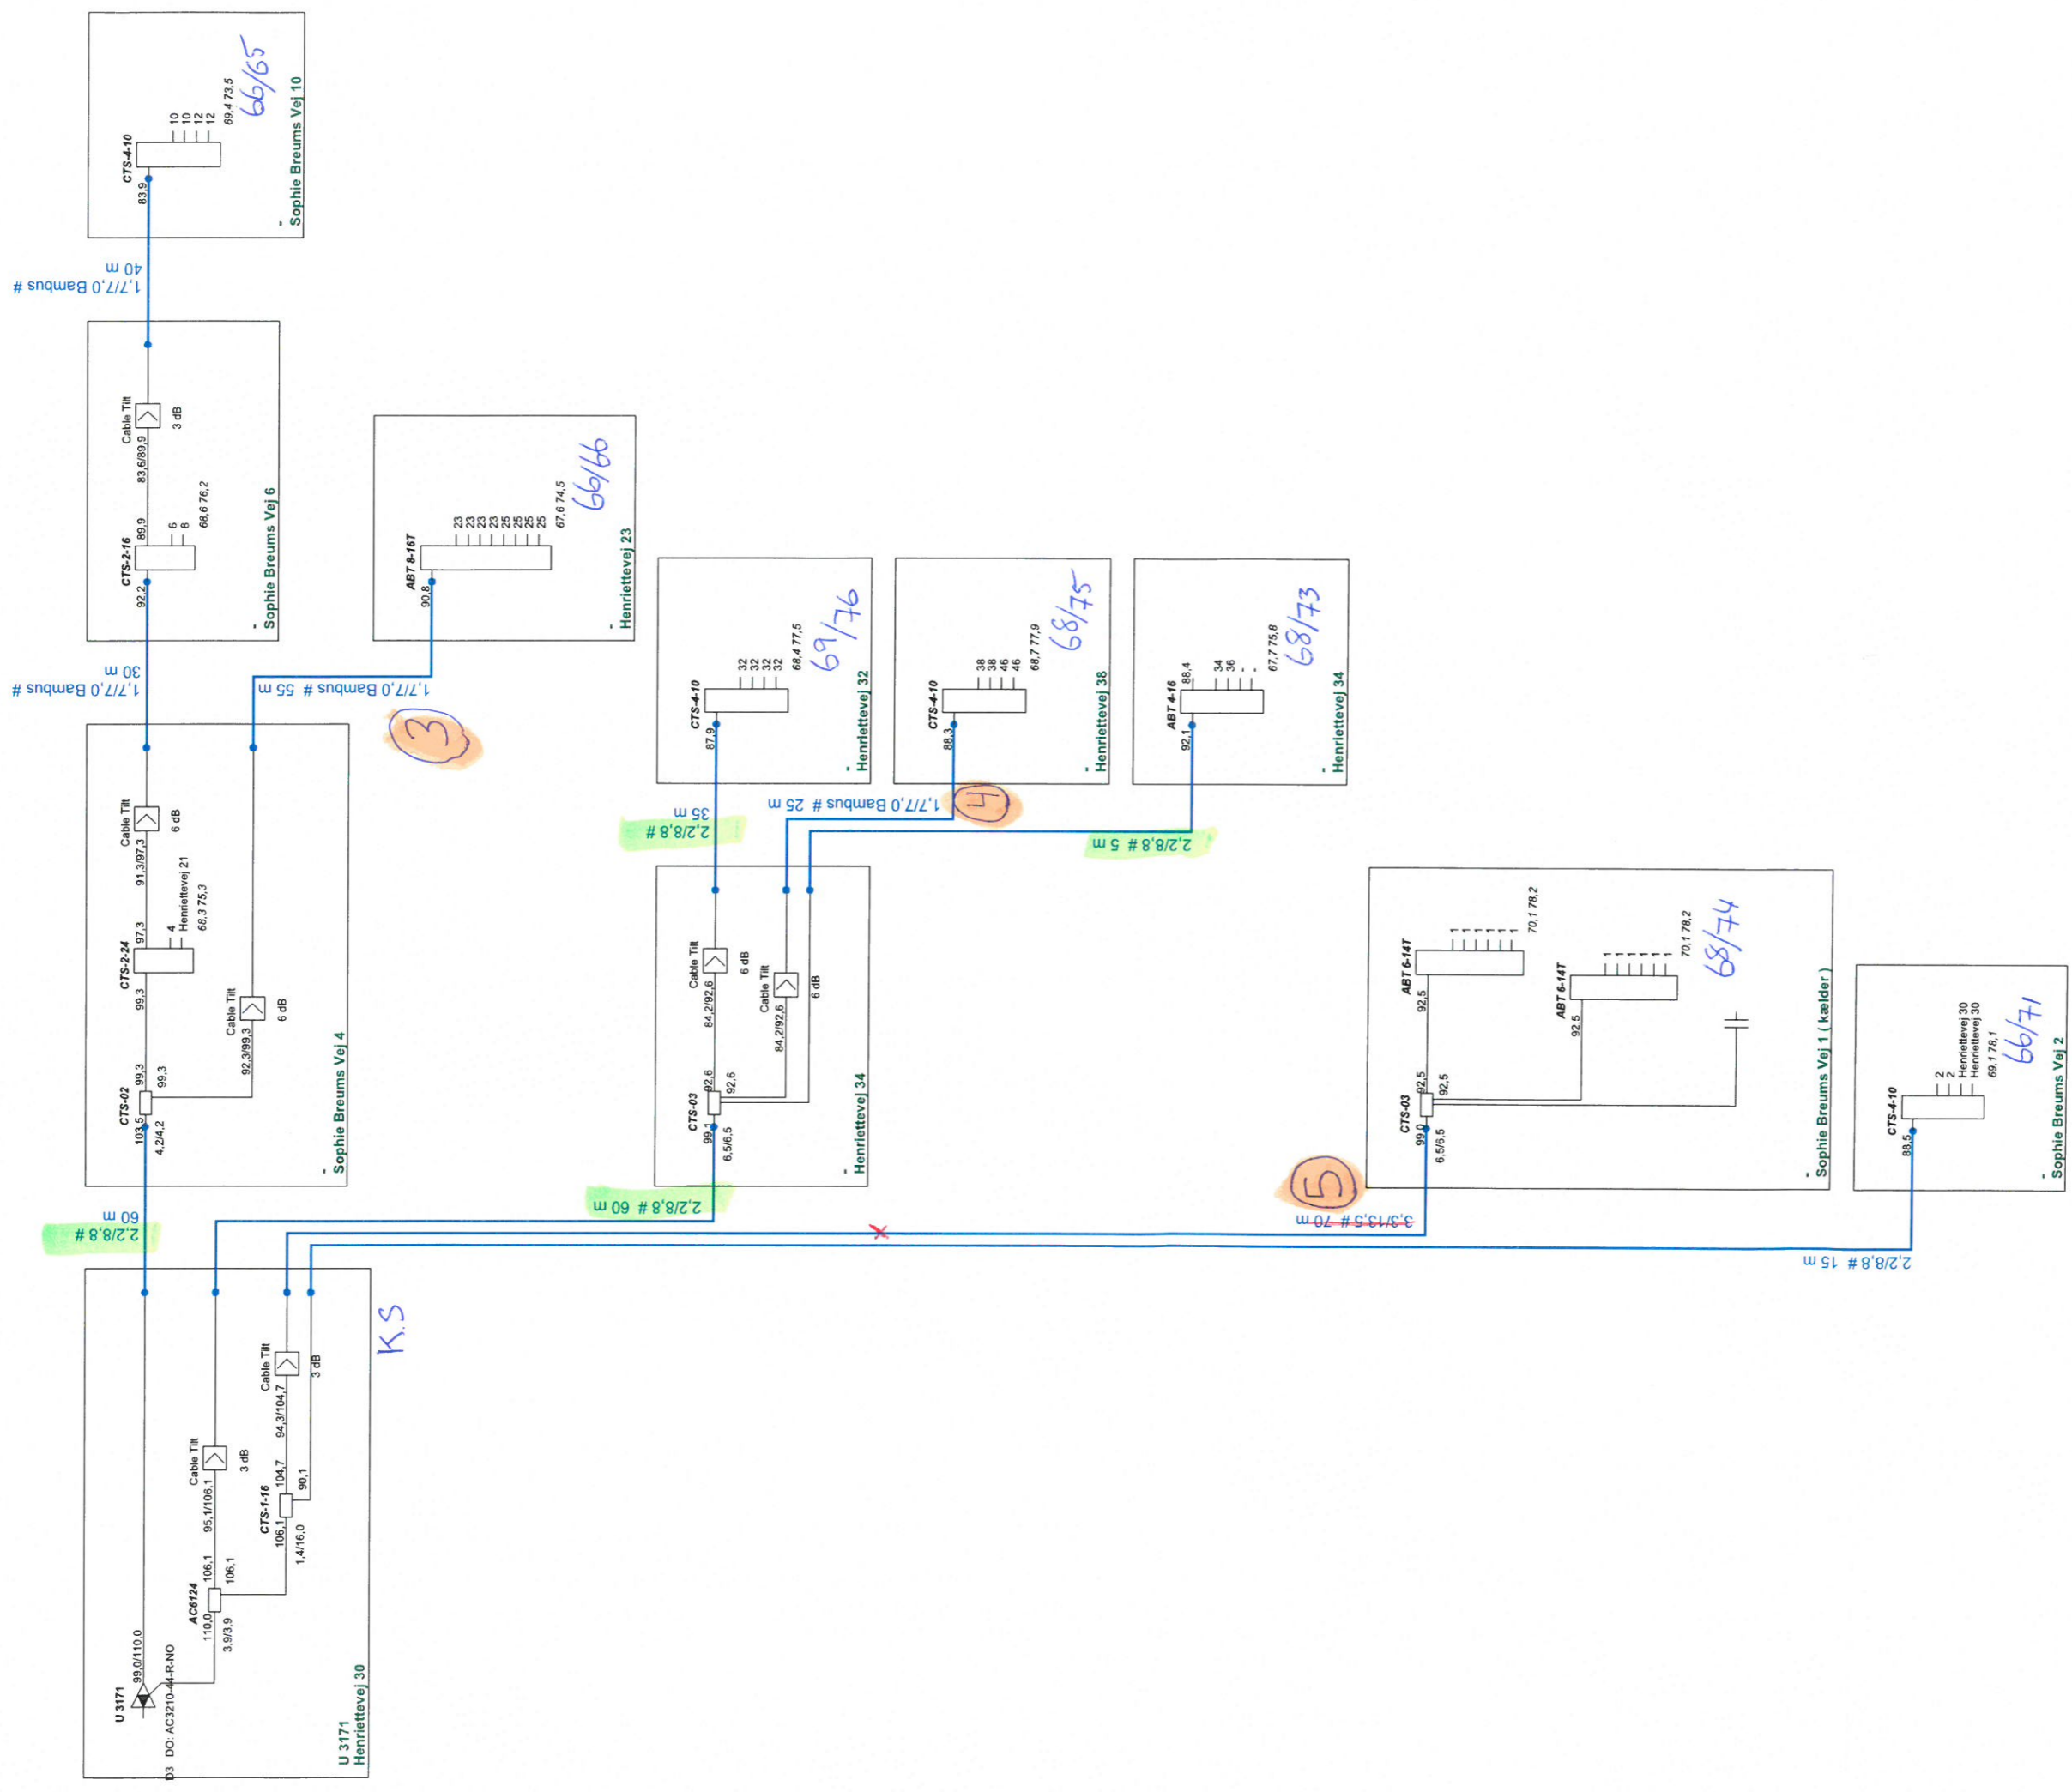 CTS-4-10
83,9
10
10
12
12
69,4 73,5
66/65
-
Sophie Breums Vej 10
1,7/7,0 Bambus #
40 m
CTS-2-16
92,2
89,9
6
8
68,6 76,2
83,6/89,9
Cable Tilt
3 dB
-
Sophie Breums Vej 6
1,7/7,0 Bambus #
30 m
ABT 8-16T
90,8
23
23
23
23
25
25
25
25
67,6 74,5
66/66
-
Henriettevej 23
1,7/7,0 Bambus # 55 m
3
CTS-02
103,5
99,3
99,3
4,2/4,2
CTS-2-24
99,3
97,3
4
Henriettevej 21
68,3 75,3
91,3/97,3
Cable Tilt
6 dB
92,3/99,3
Cable Tilt
6 dB
-
Sophie Breums Vej 4
2,2/8,8 #
60 m
CTS-4-10
87,9
32
32
32
32
68,4 77,5
69/76
-
Henriettevej 32
2,2/8,8 #
35 m
CTS-4-10
88,3
38
38
46
46
68,7 77,9
68/75
-
Henriettevej 38
1,7/7,0 Bambus # 25 m
4
ABT 4-16
92,1
88,4
34
36
-
-
67,7 75,8
68/73
-
Henriettevej 34
2,2/8,8 # 5 m
CTS-03
99,1
92,6
92,6
6,5/6,5
84,2/92,6
Cable Tilt
6 dB
84,2/92,6
Cable Tilt
6 dB
-
Henriettevej 34
2,2/8,8 # 60 m
CTS-03
99,0
92,5
92,5
6,5/6,5
ABT 6-14T
92,5
1
1
1
1
1
1
70,1 78,2
ABT 6-14T
92,5
1
1
1
1
1
1
70,1 78,2
68/74
-
Sophie Breums Vej 1 ( kælder )
5
3,3/13,5 # 70 m
CTS-4-10
88,5
2
2
Henriettevej 30
Henriettevej 30
69,1 78,1
66/71
-
Sophie Breums Vej 2
2,2/8,8 # 15 m
U 3171
99,0/110,0
D3 DO: AC3210-44-R-NO
AC6124
110,0
106,1
106,1
3,9/3,9
95,1/106,1
Cable Tilt
3 dB
CTS-1-16
106,1
104,7
90,1
1,4/16,0
94,3/104,7
Cable Tilt
3 dB
U 3171
Henriettevej 30
K.S